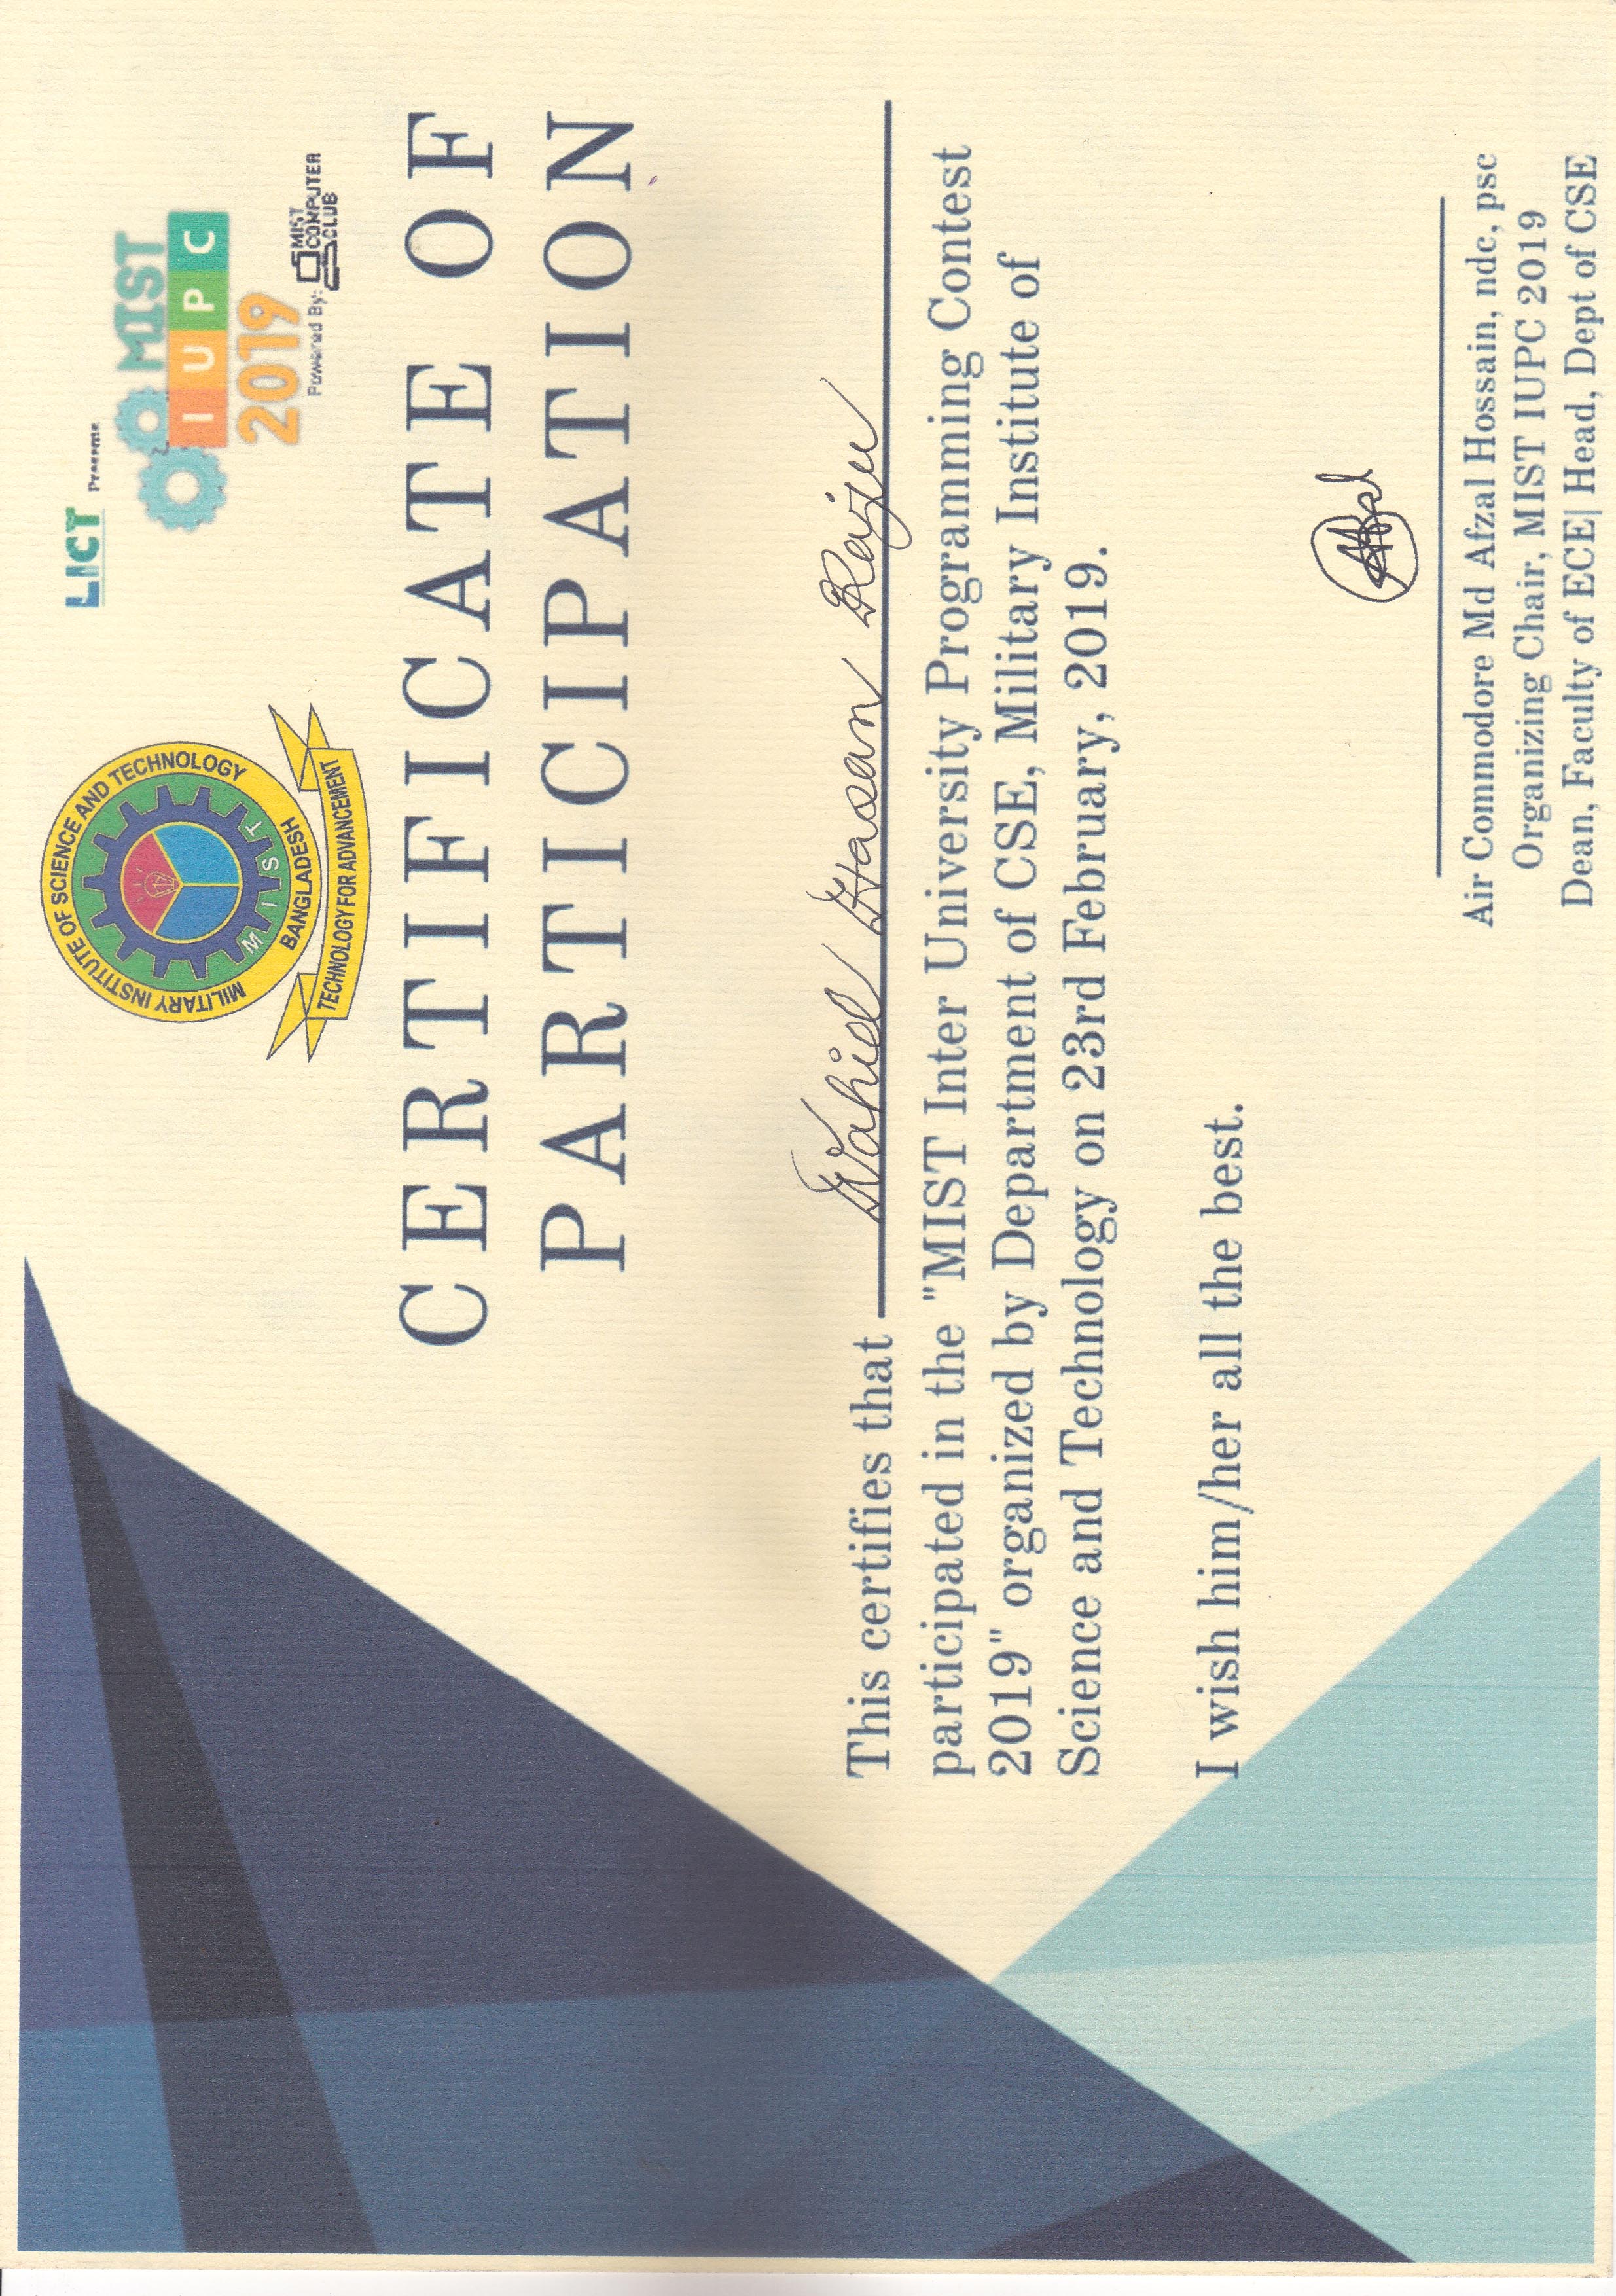 MILITARY INSTITUTE OF SCIENCE AND TECHNOLOGY
M I S T
BANGLADESH
TECHNOLOGY FOR ADVANCEMENT
LICT Presents
MIST
IUPC
2019
Powered By: MIST COMPUTER CLUB
CERTIFICATE OF
PARTICIPATION
This certifies that Wahid Hasan Raju
participated in the "MIST Inter University Programming Contest
2019" organized by Department of CSE, Military Institute of
Science and Technology on 23rd February, 2019.
I wish him/her all the best.
Afzal
Air Commodore Md Afzal Hossain, ndc, psc
Organizing Chair, MIST IUPC 2019
Dean, Faculty of ECE| Head, Dept of CSE